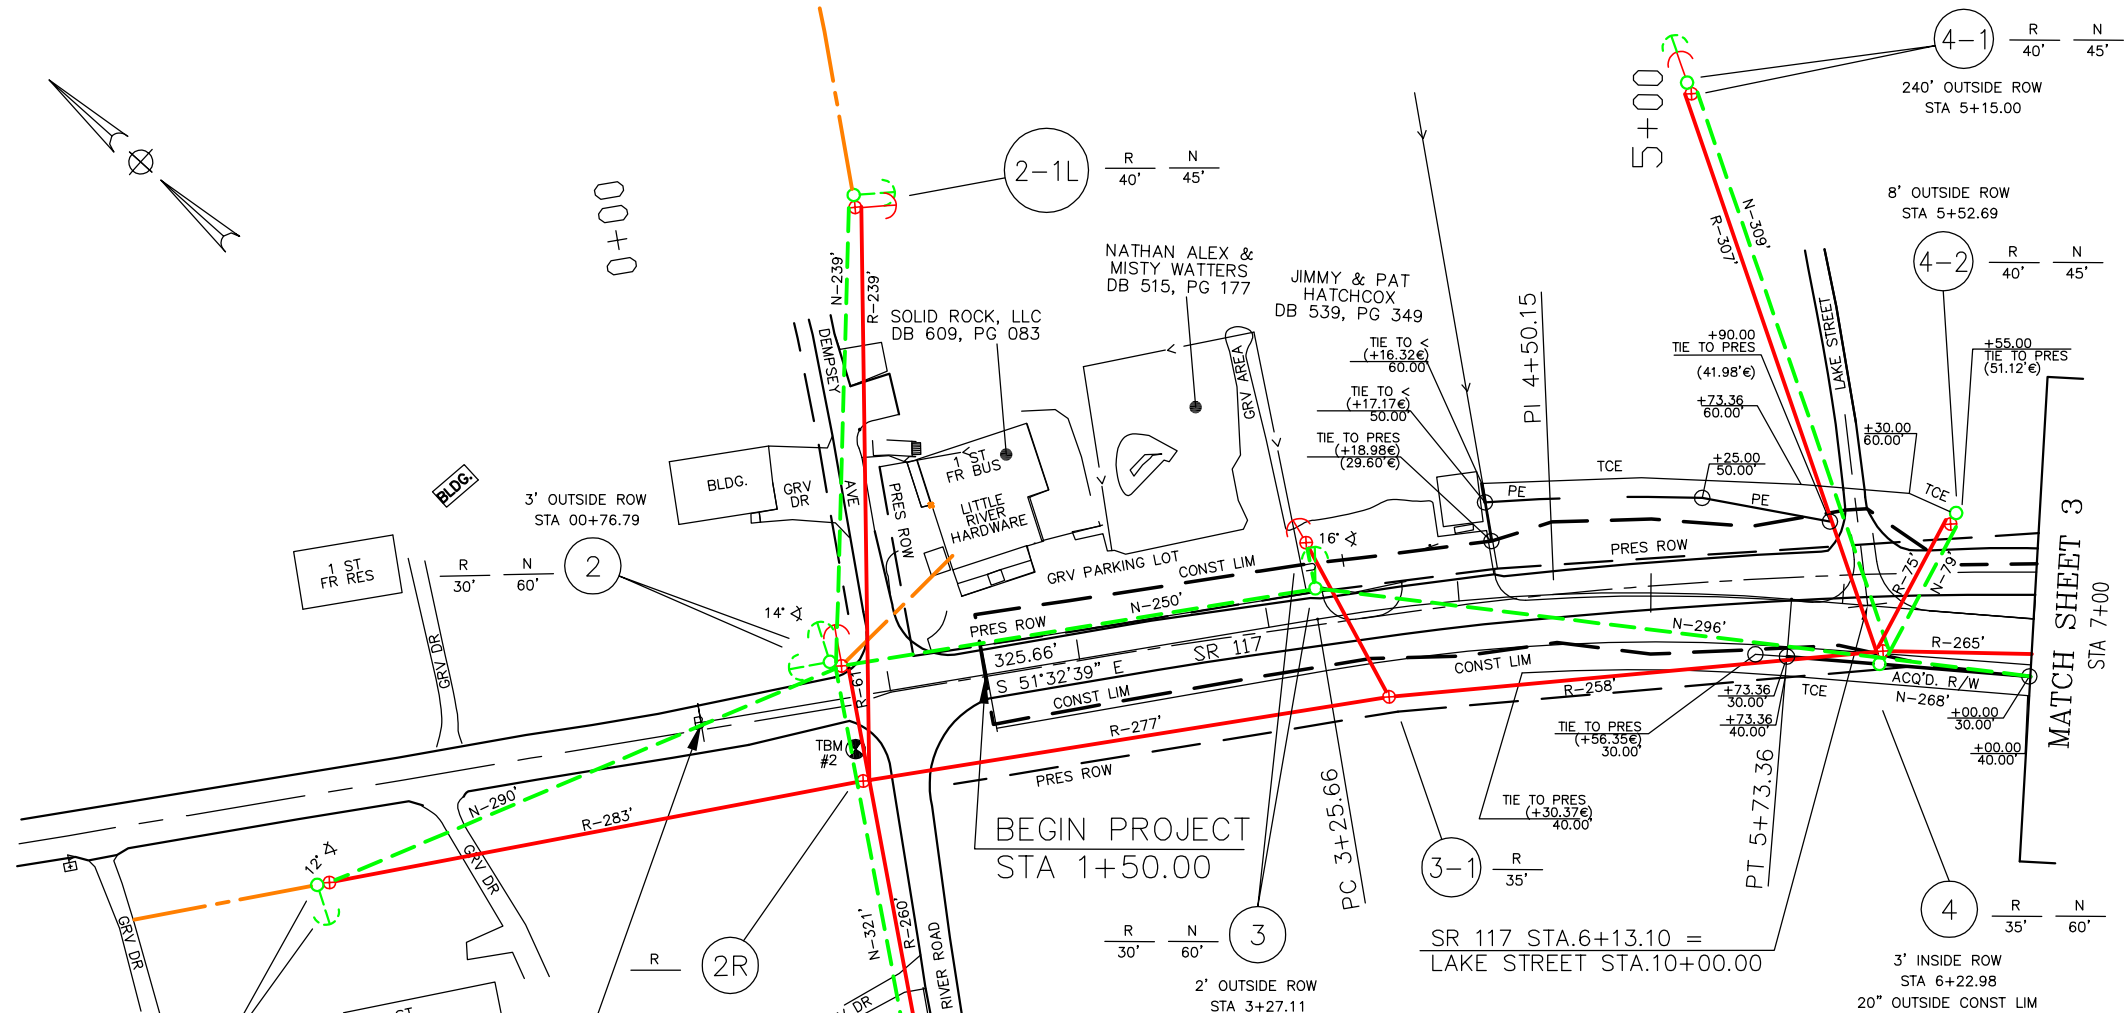 4-1
R
40'
N
45'
240' OUTSIDE ROW
STA 5+15.00
5+00
2-1L
R
40'
N
45'
0+00
8' OUTSIDE ROW
STA 5+52.69
4-2
R
40'
N
45'
N-309'
R-307'
NATHAN ALEX &
MISTY WATTERS
DB 515, PG 177
JIMMY & PAT
HATCHCOX
DB 539, PG 349
N-239'
R-239'
SOLID ROCK, LLC
DB 609, PG 083
DEMPSEY
AVE
LAKE STREET
PI 4+50.15
TIE TO <
(+16.32€)
60.00'
TIE TO <
(+17.17€)
50.00'
TIE TO PRES
(+18.98€)
(29.60'€)
+90.00
TIE TO PRES
(41.98'€)
+73.36
60.00'
+55.00
TIE TO PRES
(51.12'€)
+30.00
60.00'
+25.00
50.00'
TCE
TCE
PE
PE
MATCH SHEET 3
STA 7+00
GRV AREA
BLDG.
BLDG.
GRV
DR
PRES ROW
1 ST
FR BUS
LITTLE
RIVER
HARDWARE
3' OUTSIDE ROW
STA 00+76.79
2
R
30'
N
60'
1 ST
FR RES
GRV DR
14°
16°
GRV PARKING LOT
CONST LIM
PRES ROW
N-250'
PRES ROW
325.66'
S 51°32'39" E
SR 117
CONST LIM
CONST LIM
N-296'
R-75'
N-79'
R-265'
ACQ'D. R/W
N-268'
TCE
R-61'
TBM
#2
R-277'
R-258'
PRES ROW
+73.36
30.00'
+73.36
40.00'
+00.00
30.00'
+00.00
40.00'
TIE TO PRES
(+56.35€)
30.00'
TIE TO PRES
(+30.37€)
40.00'
N-290'
R-283'
12°
GRV DR
GRV DR
BEGIN PROJECT
STA 1+50.00
PC 3+25.66
PT 5+73.36
3-1
R
35'
4
R
35'
N
60'
3' INSIDE ROW
STA 6+22.98
20" OUTSIDE CONST LIM
SR 117 STA.6+13.10 =
LAKE STREET STA.10+00.00
3
R
30'
N
60'
2' OUTSIDE ROW
STA 3+27.11
2R
R
N-321'
R-260'
RIVER ROAD
DR